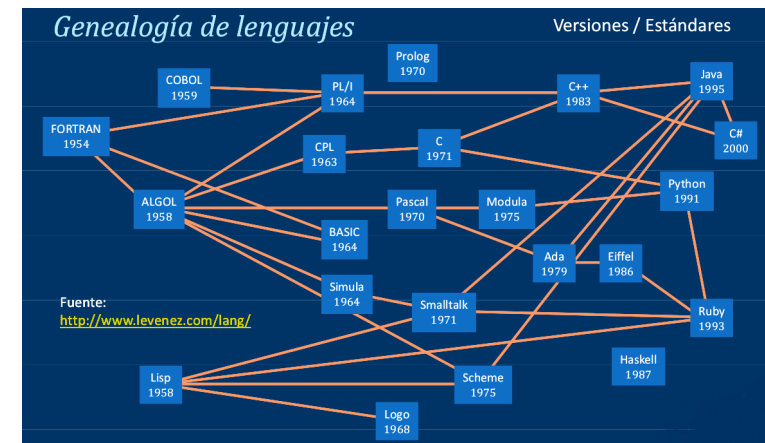 Genealogía de lenguajes
Versiones / Estándares
Prolog
1970
COBOL
1959
PL/I
1964
C++
1983
Java
1995
FORTRAN
1954
CPL
1963
C
1971
C#
2000
ALGOL
1958
Pascal
1970
Modula
1975
Python
1991
BASIC
1964
Ada
1979
Eiffel
1986
Simula
1964
Smalltalk
1971
Ruby
1993
Fuente:
http://www.levenez.com/lang/
Lisp
1958
Scheme
1975
Haskell
1987
Logo
1968